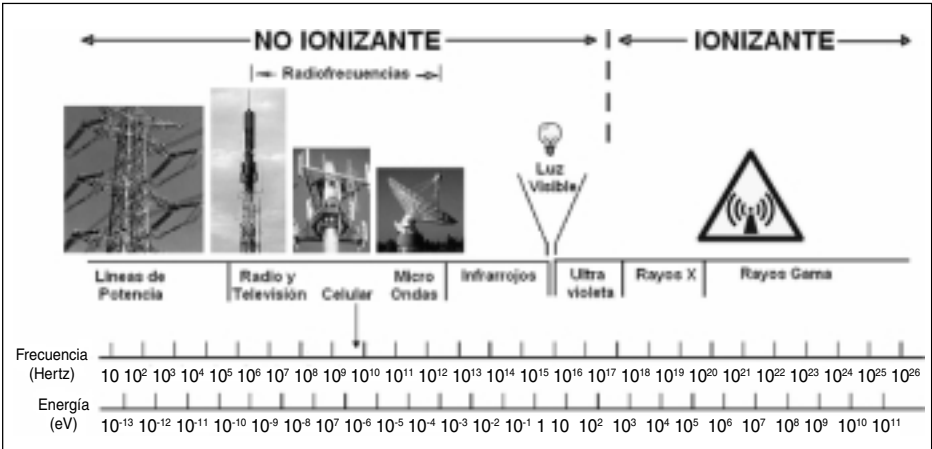 NO IONIZANTE IONIZANTE
Radiofrecuencias
Luz
Visible
Líneas de
Potencia
Radio y
Televisión
Celular
Micro
Ondas
Infrarrojos
Ultra
violeta
Rayos X
Rayos Gama
Frecuencia
(Hertz)
10 10² 10³ 10⁴ 10⁵ 10⁶ 10⁷ 10⁸ 10⁹ 10¹⁰ 10¹¹ 10¹² 10¹³ 10¹⁴ 10¹⁵ 10¹⁶ 10¹⁷ 10¹⁸ 10¹⁹ 10²⁰ 10²¹ 10²² 10²³ 10²⁴ 10²⁵ 10²⁶
Energía
(eV)
10⁻¹³ 10⁻¹² 10⁻¹¹ 10⁻¹⁰ 10⁻⁹ 10⁻⁸ 10⁷ 10⁻⁶ 10⁻⁵ 10⁻⁴ 10⁻³ 10⁻² 10⁻¹ 1 10 10² 10³ 10⁴ 10⁵ 10⁶ 10⁷ 10⁸ 10⁹ 10¹⁰ 10¹¹